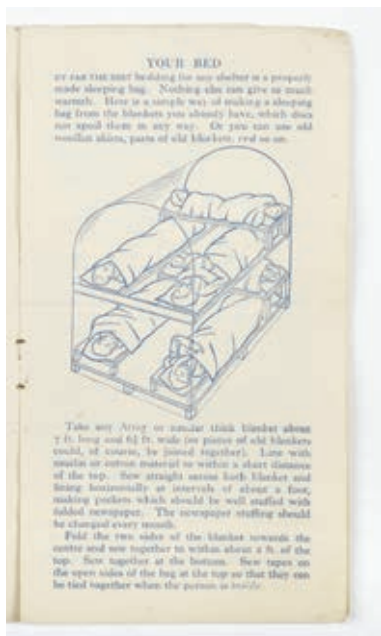 YOUR BED
BY FAR THE BEST bedding for any shelter is a properly
made sleeping bag. Nothing else can give so much
warmth. Here is a simple way of making a sleeping
bag from the blankets you already have, which does
not spoil them in any way. Or you can use old
woollen skirts, parts of old blankets, and so on.
Take any Army or similar thick blanket about
7 ft. long and 6½ ft. wide (or pieces of old blankets
could, of course, be joined together). Line with
muslin or cotton material to within a short distance
of the top. Sew straight across both blanket and
lining horizontally at intervals of about a foot,
making pockets which should be well stuffed with
folded newspaper. The newspaper stuffing should
be changed every month.
Fold the two sides of the blanket towards the
centre and sew together to within about 2 ft. of the
top. Sew together at the bottom. Sew tapes on
the open sides of the bag at the top so that they can
be tied together when the person is inside.